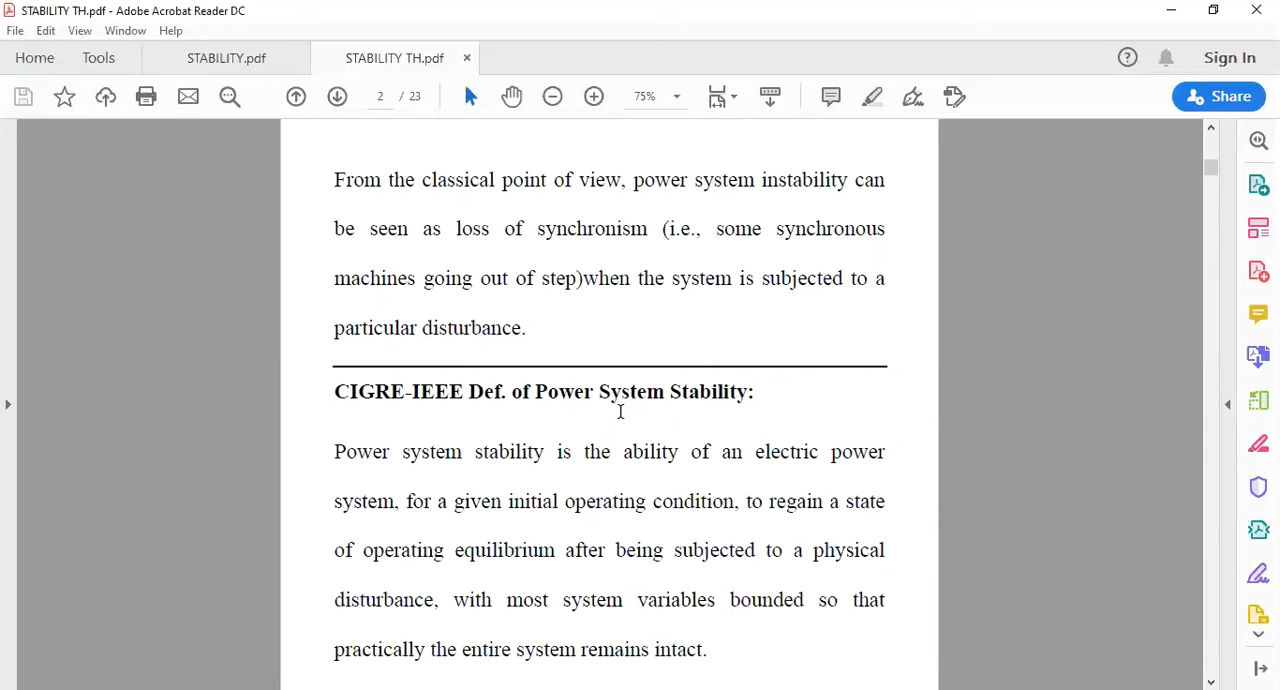 STABILITY TH.pdf - Adobe Acrobat Reader DC
File Edit View Window Help
Home Tools STABILITY.pdf STABILITY TH.pdf × Sign In
2 / 23 75% Share
From the classical point of view, power system instability can
be seen as loss of synchronism (i.e., some synchronous
machines going out of step)when the system is subjected to a
particular disturbance.
CIGRE-IEEE Def. of Power System Stability:
Power system stability is the ability of an electric power
system, for a given initial operating condition, to regain a state
of operating equilibrium after being subjected to a physical
disturbance, with most system variables bounded so that
practically the entire system remains intact.